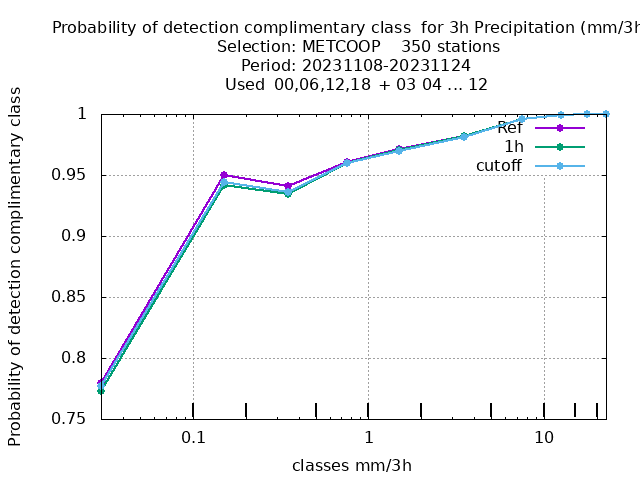 Probability of detection complimentary class for 3h Precipitation (mm/3h
Selection: METCOOP 350 stations
Period: 20231108-20231124
Used 00,06,12,18 + 03 04 ... 12
Probability of detection complimentary class
1
0.95
0.9
0.85
0.8
0.75
Ref
1h
cutoff
0.1
1
10
classes mm/3h